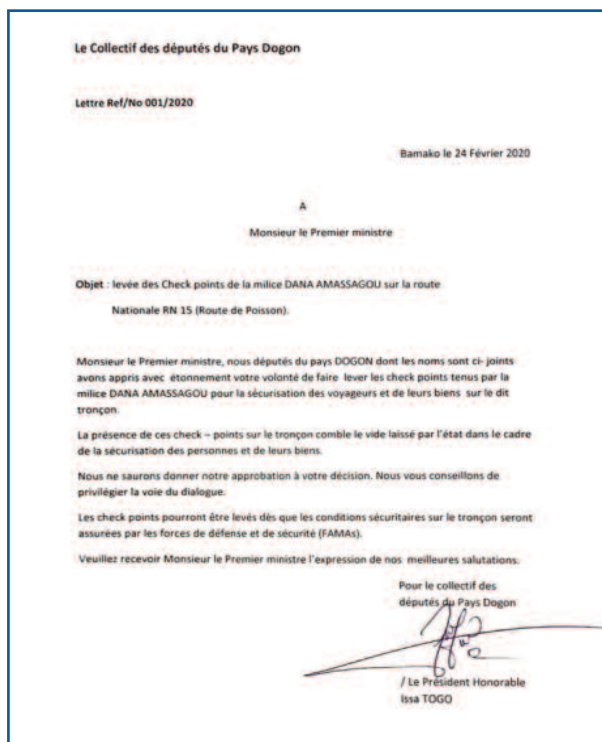 Le Collectif des députés du Pays Dogon
Lettre Ref/No 001/2020
Bamako le 24 Février 2020
A
Monsieur le Premier ministre
Objet : levée des Check points de la milice DANA AMASSAGOU sur la route
Nationale RN 15 (Route de Poisson).
Monsieur le Premier ministre, nous députés du pays DOGON dont les noms sont ci- joints
avons appris avec étonnement votre volonté de faire lever les check points tenus par la
milice DANA AMASSAGOU pour la sécurisation des voyageurs et de leurs biens sur le dit
tronçon.
La présence de ces check – points sur le tronçon comble le vide laissé par l'état dans le cadre
de la sécurisation des personnes et de leurs biens.
Nous ne saurons donner notre approbation à votre décision. Nous vous conseillons de
privilégier la voie du dialogue.
Les check points pourront être levés dès que les conditions sécuritaires sur le tronçon seront
assurées par les forces de défense et de sécurité (FAMAs).
Veuillez recevoir Monsieur le Premier ministre l'expression de nos meilleures salutations.
Pour le collectif des
députés du Pays Dogon
/ Le Président Honorable
Issa TOGO